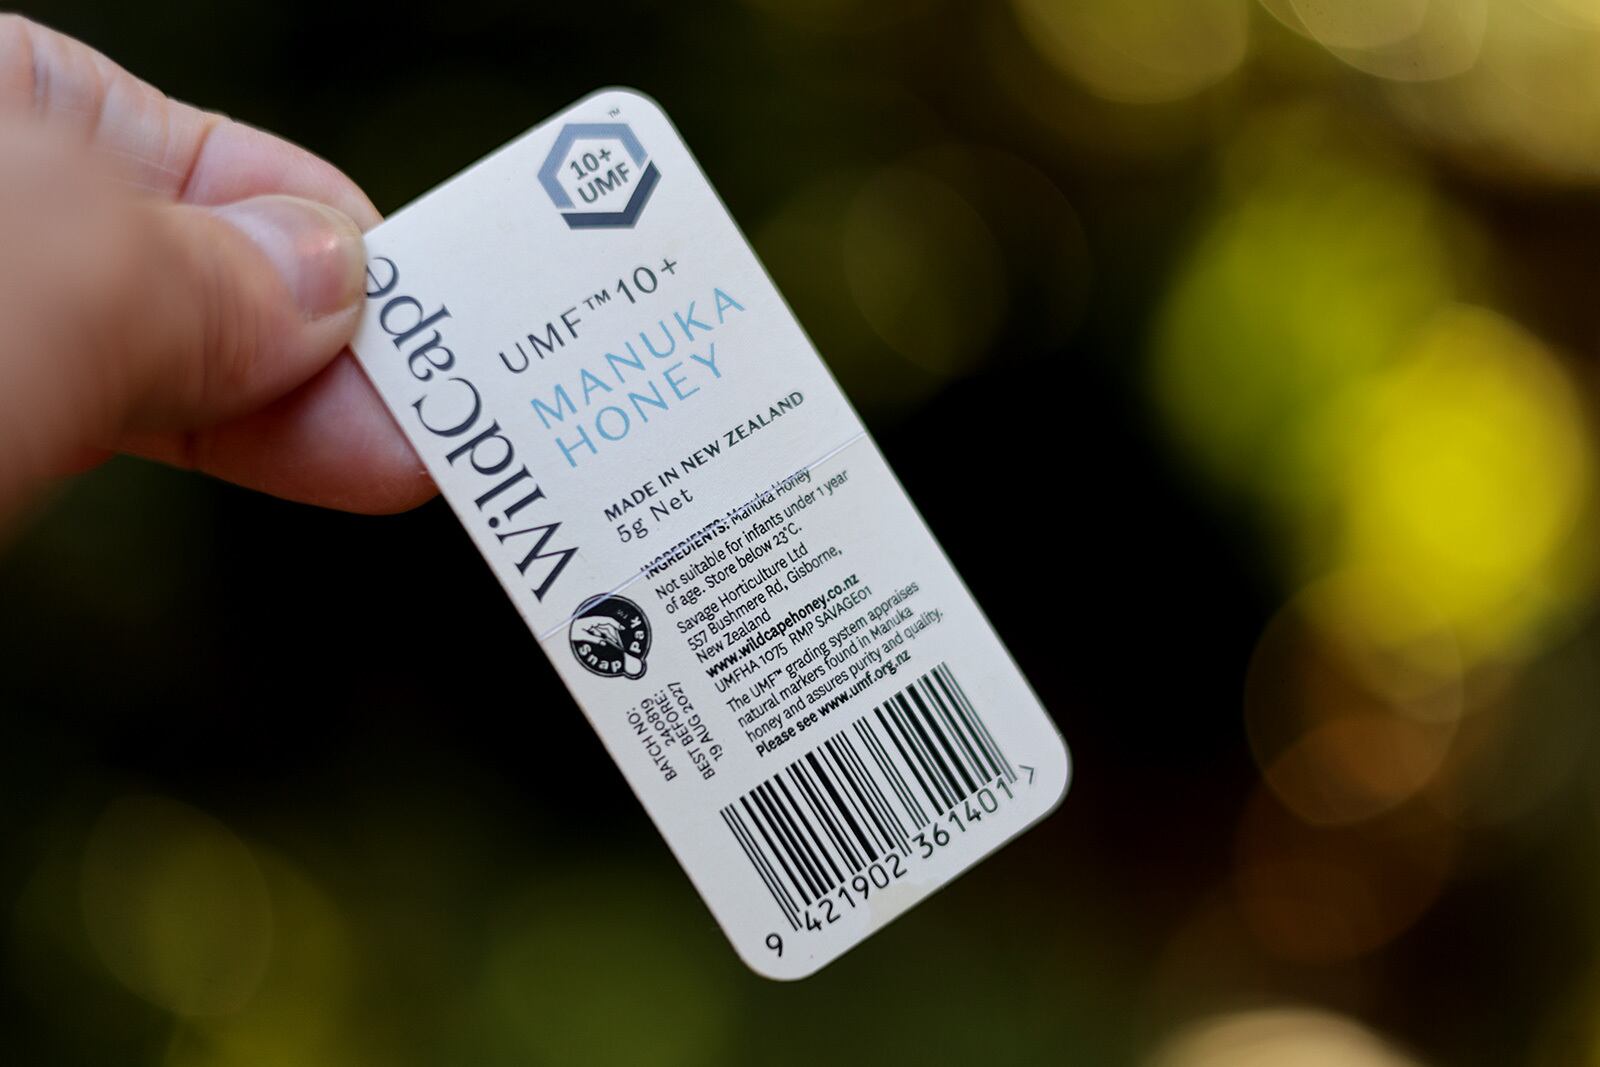 WildCape
™
10+
UMF
UMF™10+
MANUKA
HONEY
MADE IN NEW ZEALAND
5g Net
INGREDIENTS: Manuka Honey
Not suitable for infants under 1 year
of age. Store below 23°C.
Savage Horticulture Ltd
557 Bushmere Rd, Gisborne,
New Zealand
www.wildcapehoney.co.nz
UMFHA 1075 RMP SAVAGE01
The UMF™ grading system appraises
natural markers found in Manuka
honey and assures purity and quality.
Please see www.umf.org.nz
Snap Pak™
BATCH NO:
240819
BEST BEFORE:
19 AUG 2027
9 421902 361401 >